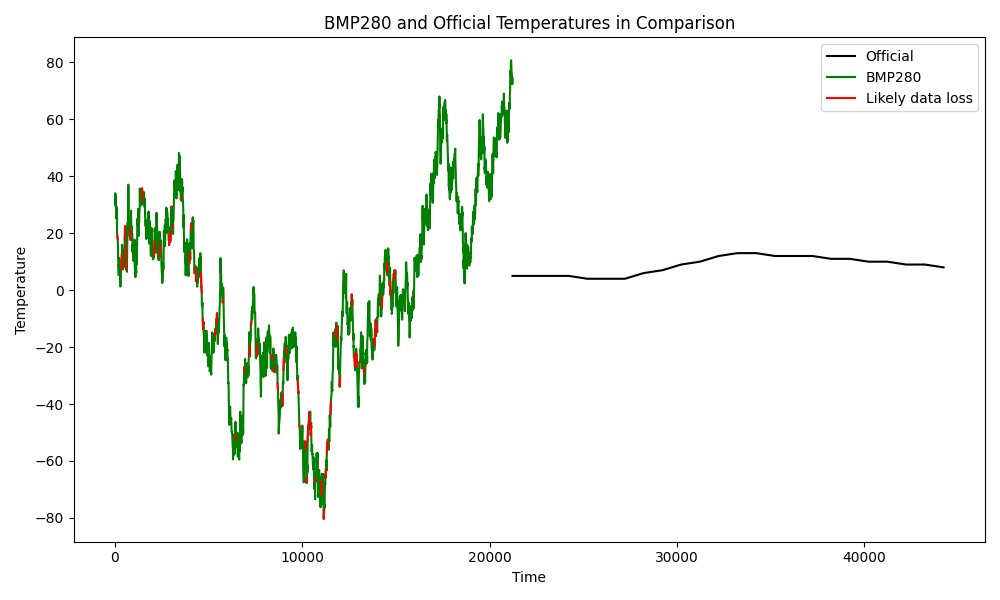 BMP280 and Official Temperatures in Comparison
Official
BMP280
Likely data loss
80
60
40
20
0
−20
−40
−60
−80
Temperature
0
10000
20000
30000
40000
Time